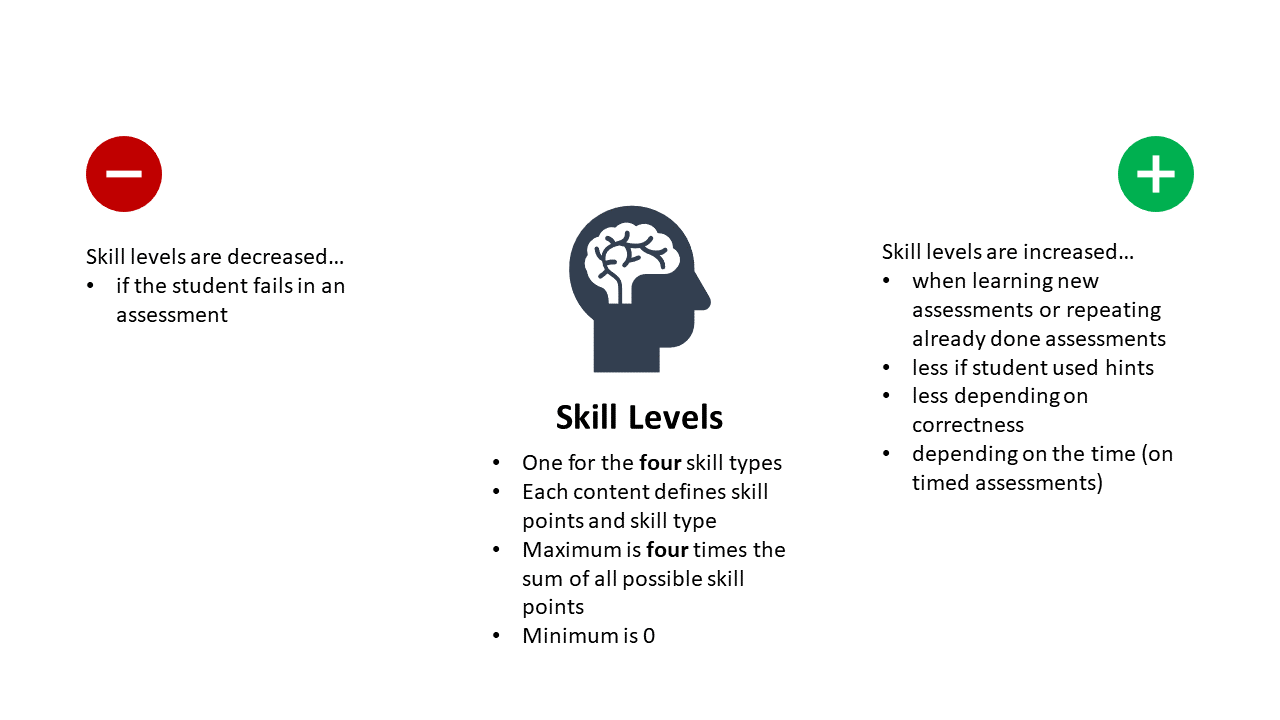 Skill levels are decreased...
• if the student fails in an
assessment
Skill Levels
• One for the four skill types
• Each content defines skill
points and skill type
• Maximum is four times the
sum of all possible skill
points
• Minimum is 0
Skill levels are increased...
• when learning new
assessments or repeating
already done assessments
• less if student used hints
• less depending on
correctness
• depending on the time (on
timed assessments)